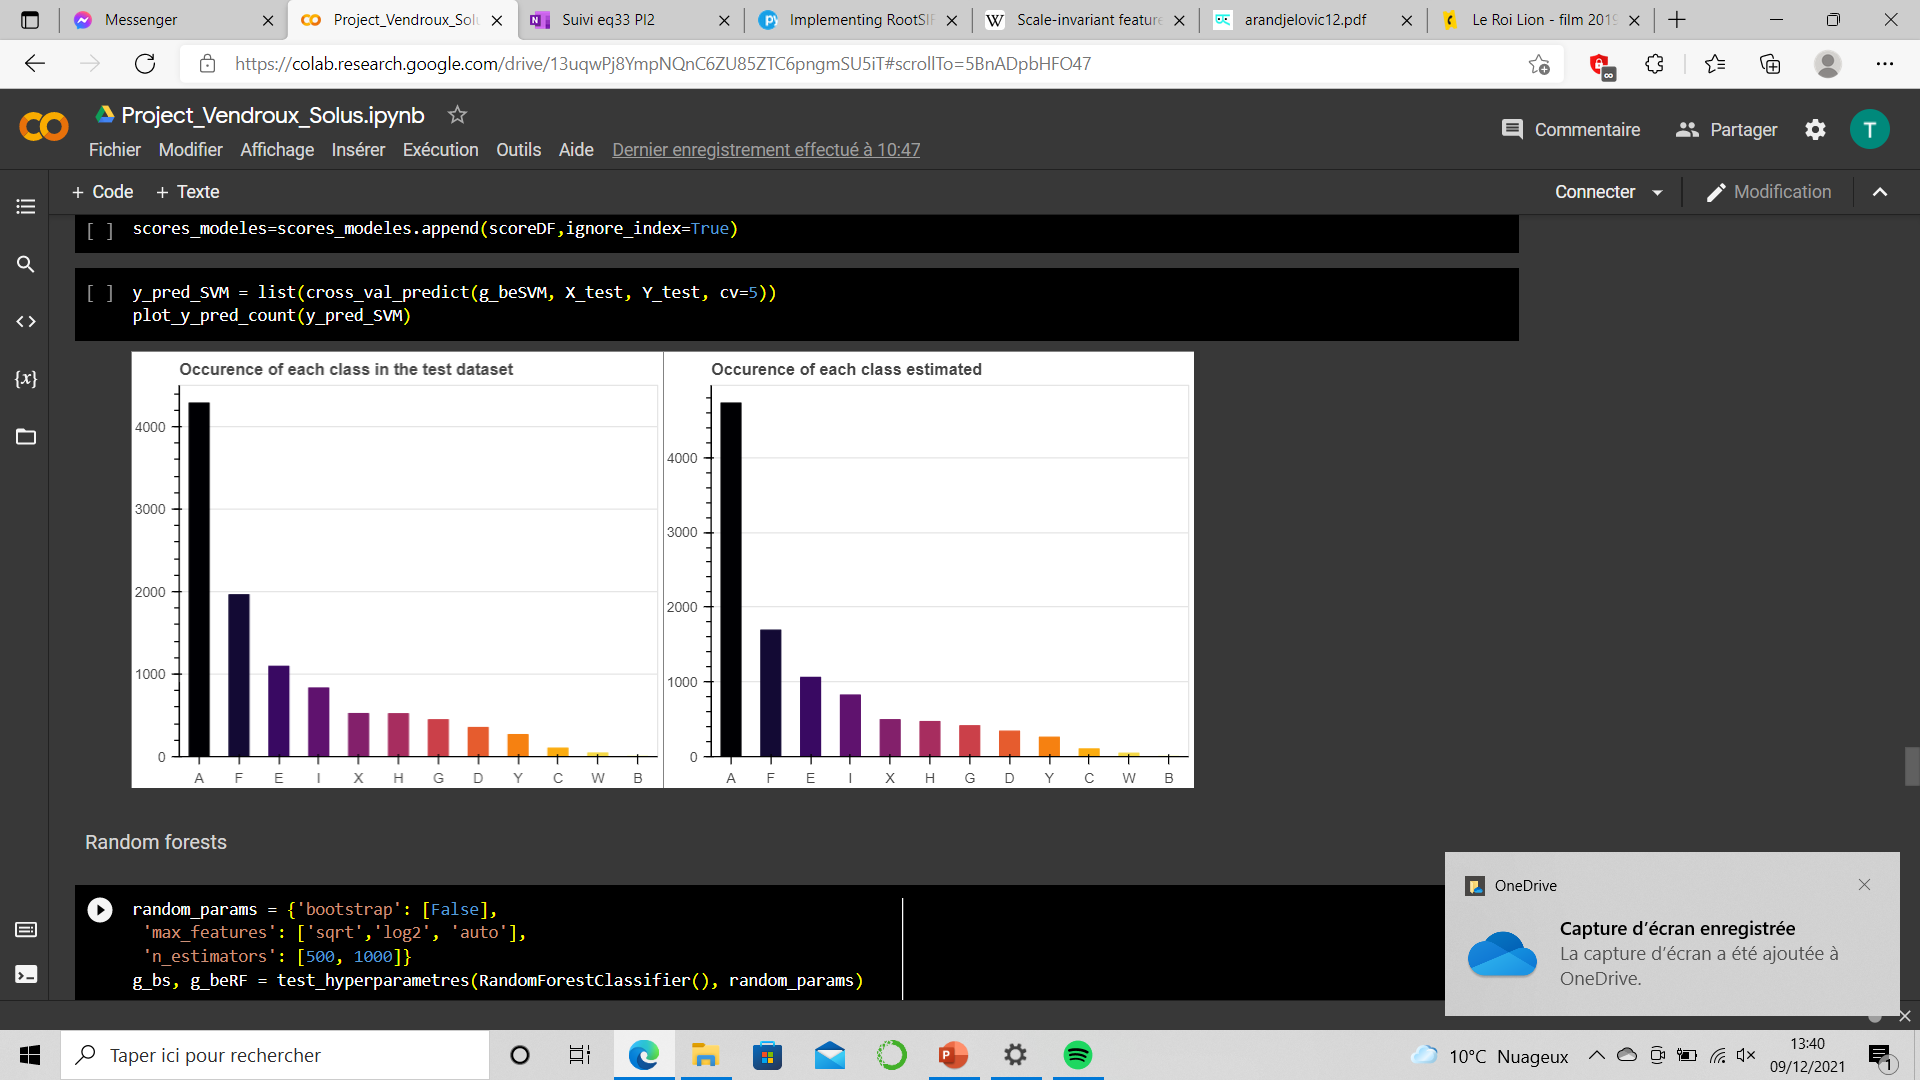 Messenger
Project_Vendroux_Sol
Suivi eq33 PI2
Implementing RootSIF
Scale-invariant feature
arandjelovic12.pdf
Le Roi Lion - film 2019
https://colab.research.google.com/drive/13uqwPj8YmpNQnC6ZU85ZTC6pngmSU5iT#scrollTo=5BnADpbHFO47
Project_Vendroux_Solus.ipynb
Commentaire
Partager
T
Fichier Modifier Affichage Insérer Exécution Outils Aide Dernier enregistrement effectué à 10:47
+ Code + Texte
Connecter
Modification
[ ] scores_modeles=scores_modeles.append(scoreDF,ignore_index=True)
[ ] y_pred_SVM = list(cross_val_predict(g_beSVM, X_test, Y_test, cv=5))
plot_y_pred_count(y_pred_SVM)
Occurence of each class in the test dataset
4000
3000
2000
1000
0
A F E I X H G D Y C W B
Occurence of each class estimated
4000
3000
2000
1000
0
A F E I X H G D Y C W B
Random forests
random_params = {'bootstrap': [False],
'max_features': ['sqrt','log2', 'auto'],
'n_estimators': [500, 1000]}
g_bs, g_beRF = test_hyperparametres(RandomForestClassifier(), random_params)
OneDrive
Capture d'écran enregistrée
La capture d'écran a été ajoutée à
OneDrive.
Taper ici pour rechercher
10°C Nuageux
13:40
09/12/2021
1